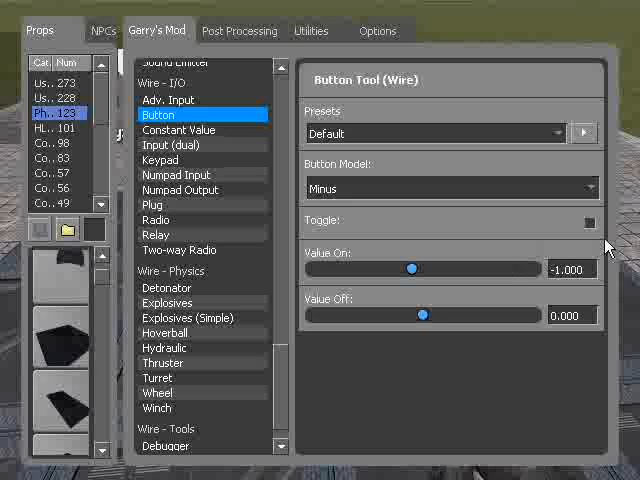 Props
NPCs
Garry's Mod
Post Processing
Utilities
Options
Cat. Num
Us.. 273
Us.. 228
Ph.. 123
HL.. 101
Co.. 98
Co.. 83
Co.. 57
Co.. 56
Co.. 49
Sound Emitter
Wire - I/O
Adv. Input
Button
Constant Value
Input (dual)
Keypad
Numpad Input
Numpad Output
Plug
Radio
Relay
Two-way Radio
Wire - Physics
Detonator
Explosives
Explosives (Simple)
Hoverball
Hydraulic
Thruster
Turret
Wheel
Winch
Wire - Tools
Debugger
Button Tool (Wire)
Presets
Default
Button Model:
Minus
Toggle:
Value On:
-1.000
Value Off:
0.000